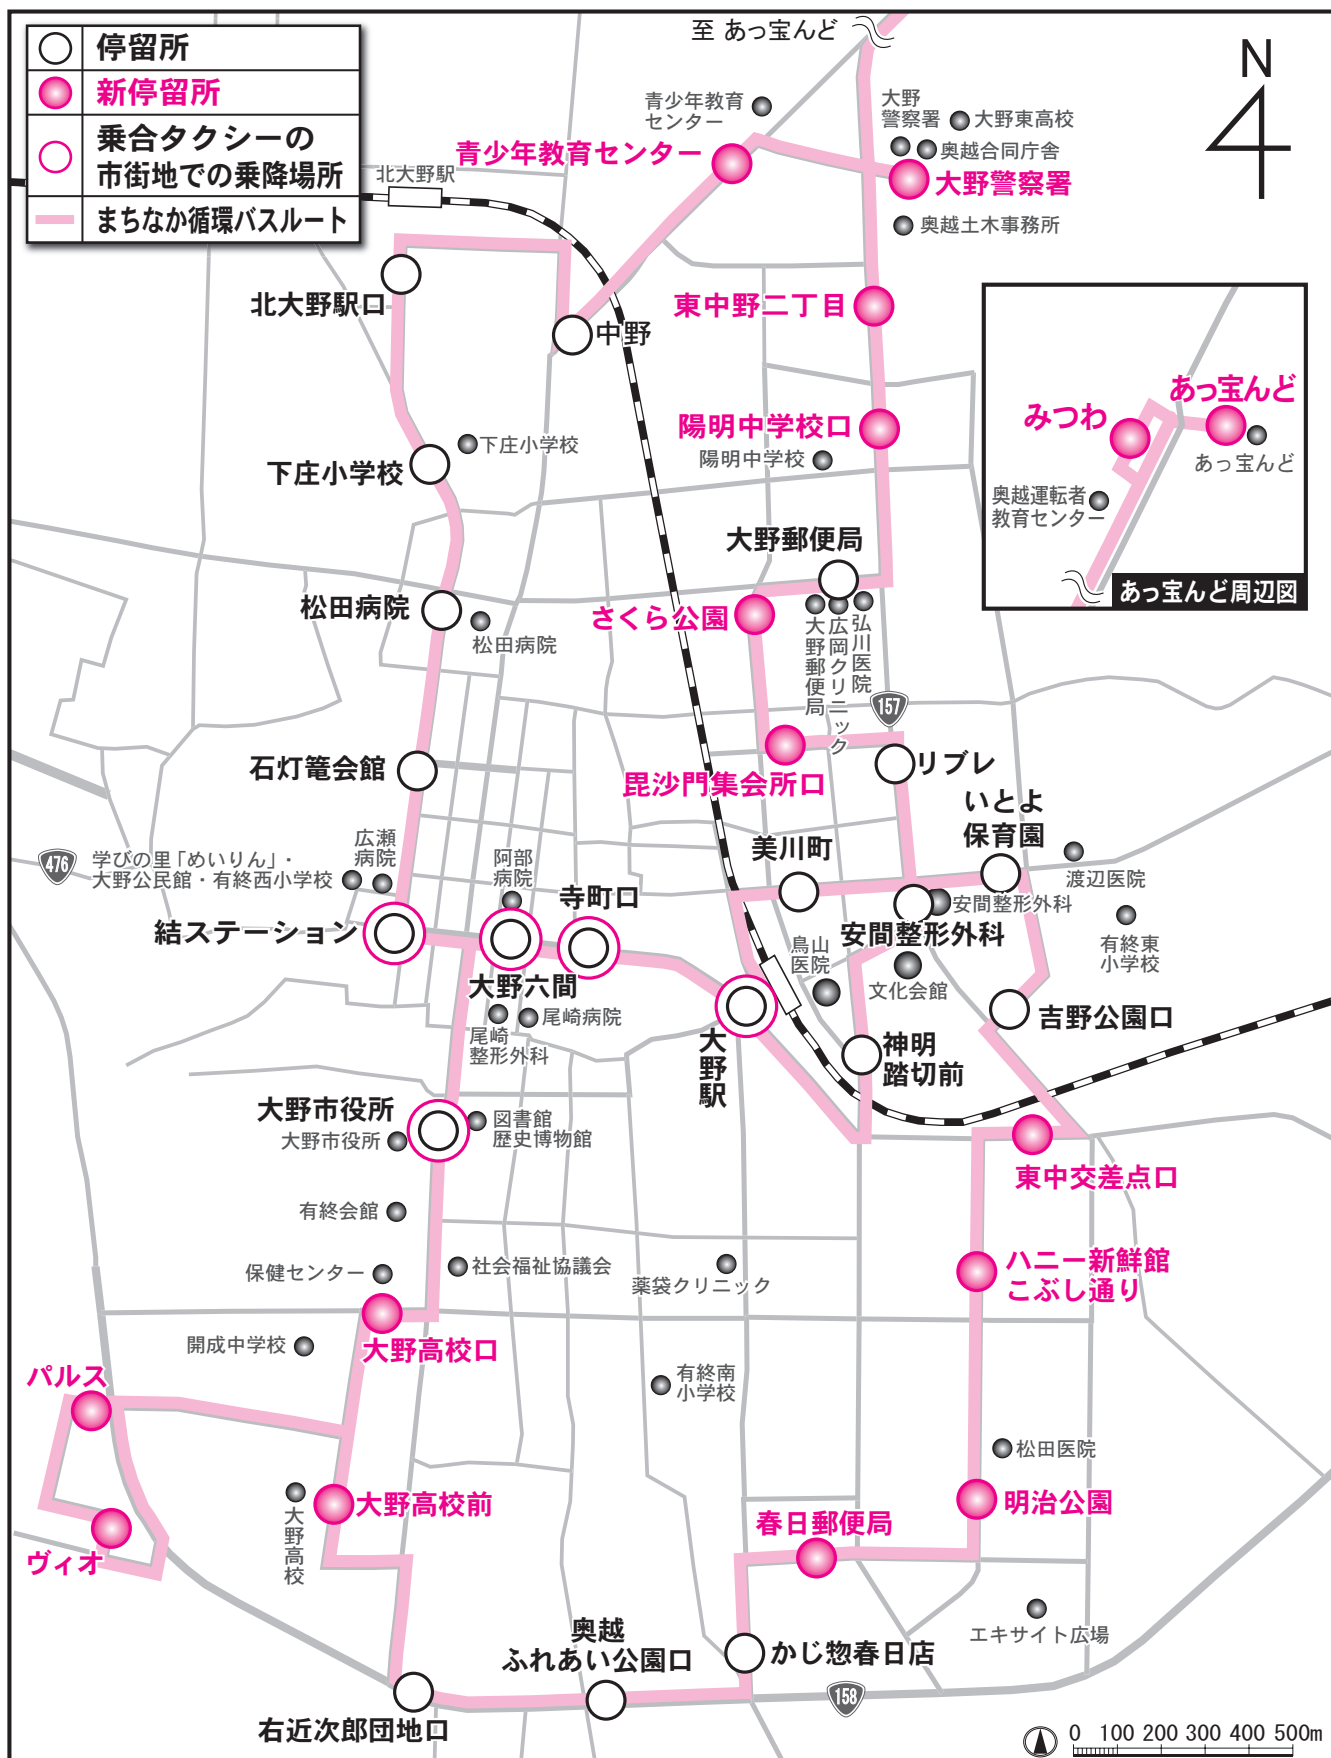 停留所
新停留所
乗合タクシーの
市街地での乗降場所
まちなか循環バスルート
至 あっ宝んど
N
青少年教育
センター
青少年教育センター
大野
警察署
大野東高校
奥越合同庁舎
大野警察署
奥越土木事務所
北大野駅
北大野駅口
中野
東中野二丁目
陽明中学校口
陽明中学校
あっ宝んど
みつわ
あっ宝んど
奥越運転者
教育センター
あっ宝んど周辺図
下庄小学校
下庄小学校
大野郵便局
松田病院
松田病院
さくら公園
大野郵便局
広岡クリニック
弘川医院
157
石灯篭会館
毘沙門集会所口
リブレ
いとよ
保育園
美川町
渡辺医院
476
学びの里「めいりん」・
大野公民館・有終西小学校
広瀬
病院
阿部
病院
寺町口
結ステーション
大野六間
安間整形外科
安間整形外科
有終東
小学校
鳥山
医院
文化会館
尾崎
整形外科
尾崎病院
大野駅
吉野公園口
神明
踏切前
大野市役所
大野市役所
図書館
歴史博物館
東中交差点口
有終会館
保健センター
社会福祉協議会
薬袋クリニック
ハニー新鮮館
こぶし通り
大野高校口
開成中学校
パルス
有終南
小学校
松田医院
大野高校前
大野高校
明治公園
春日郵便局
ヴィオ
エキサイト広場
奥越
ふれあい公園口
かじ惣春日店
158
右近次郎団地口
0 100 200 300 400 500m